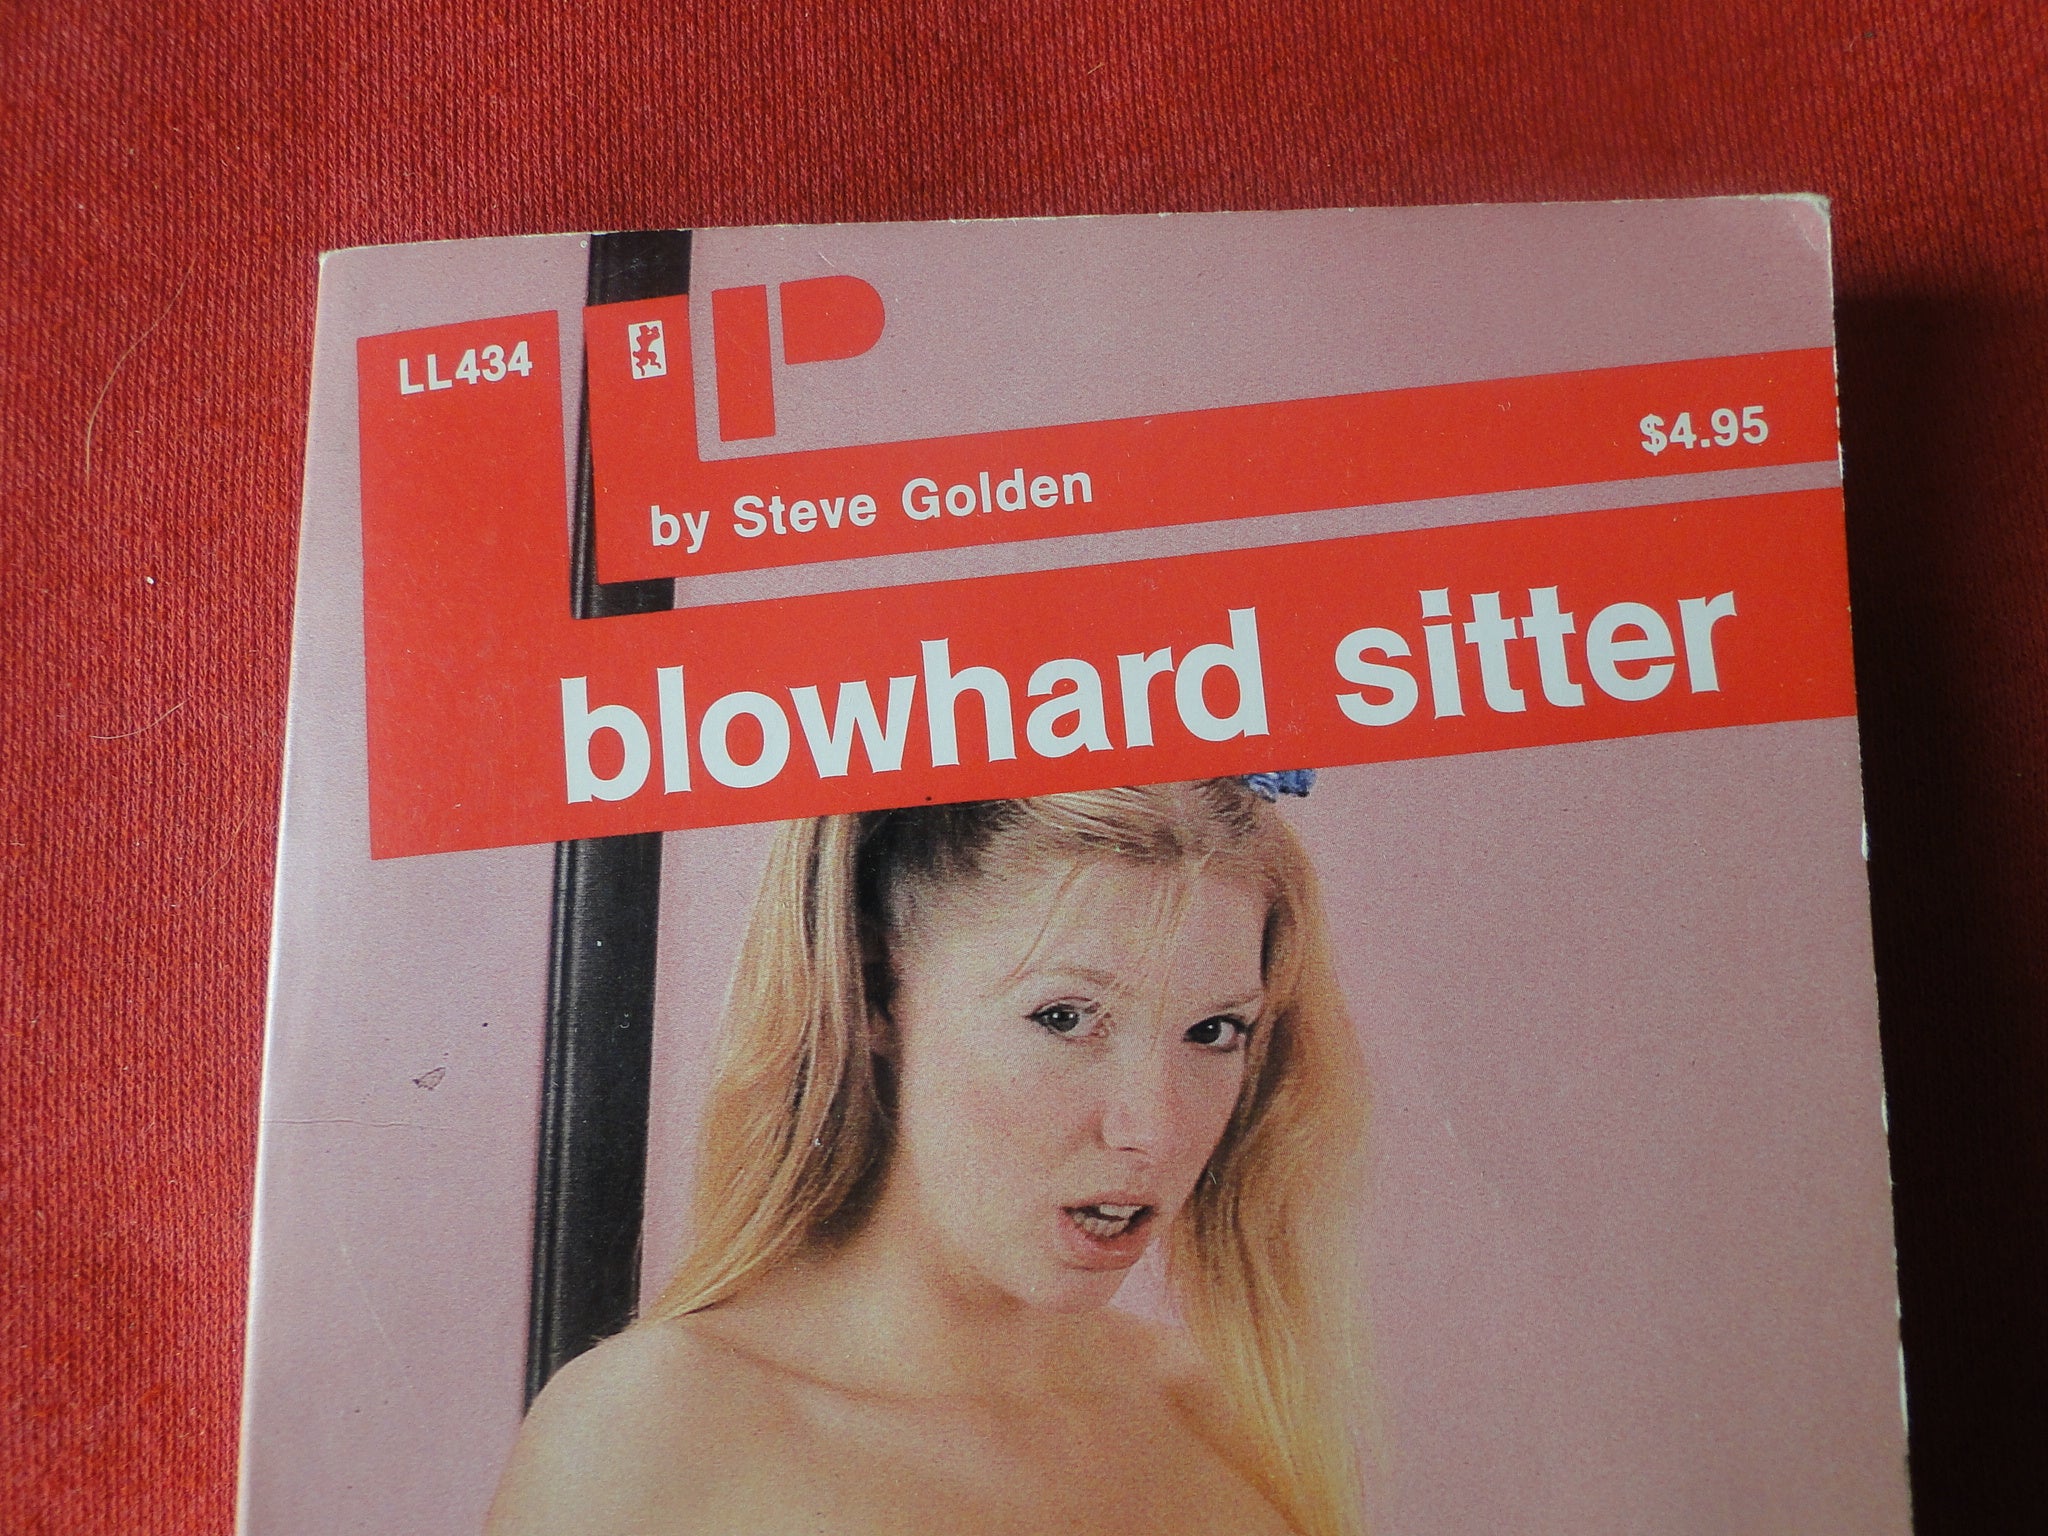 LL434
LP
by Steve Golden
$4.95
blowhard sitter